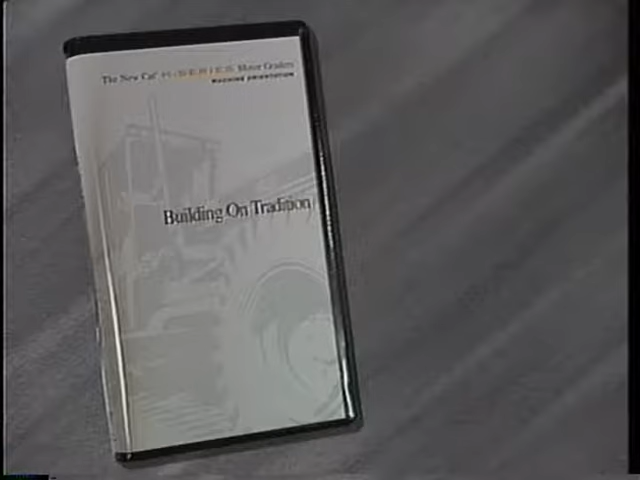 The New Cat H-SERIES Motor Graders
MACHINE ORIENTATION
Building On Tradition